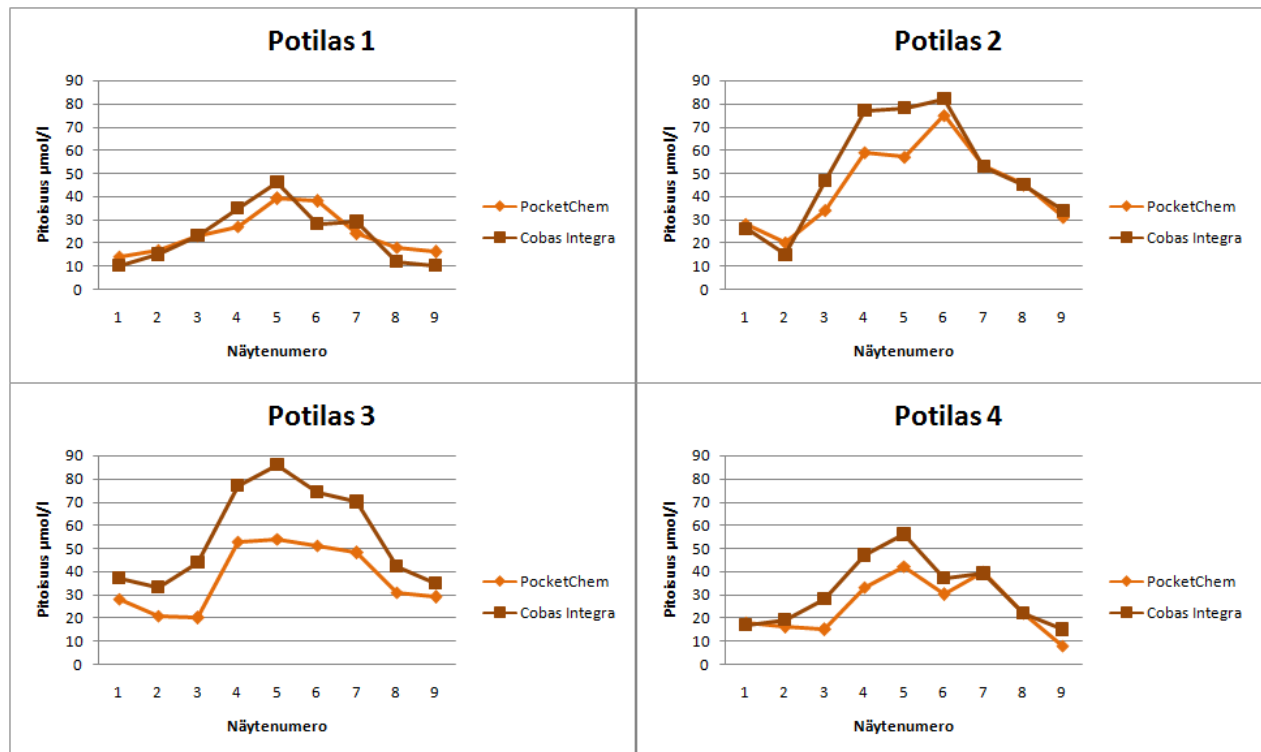 Potilas 1
Pitoisuus µmol/l
90
80
70
60
50
40
30
20
10
0
1 2 3 4 5 6 7 8 9
Näytenumero
PocketChem
Cobas Integra
Potilas 2
Pitoisuus µmol/l
90
80
70
60
50
40
30
20
10
0
1 2 3 4 5 6 7 8 9
Näytenumero
PocketChem
Cobas Integra
Potilas 3
Pitoisuus µmol/l
90
80
70
60
50
40
30
20
10
0
1 2 3 4 5 6 7 8 9
Näytenumero
PocketChem
Cobas Integra
Potilas 4
Pitoisuus µmol/l
90
80
70
60
50
40
30
20
10
0
1 2 3 4 5 6 7 8 9
Näytenumero
PocketChem
Cobas Integra